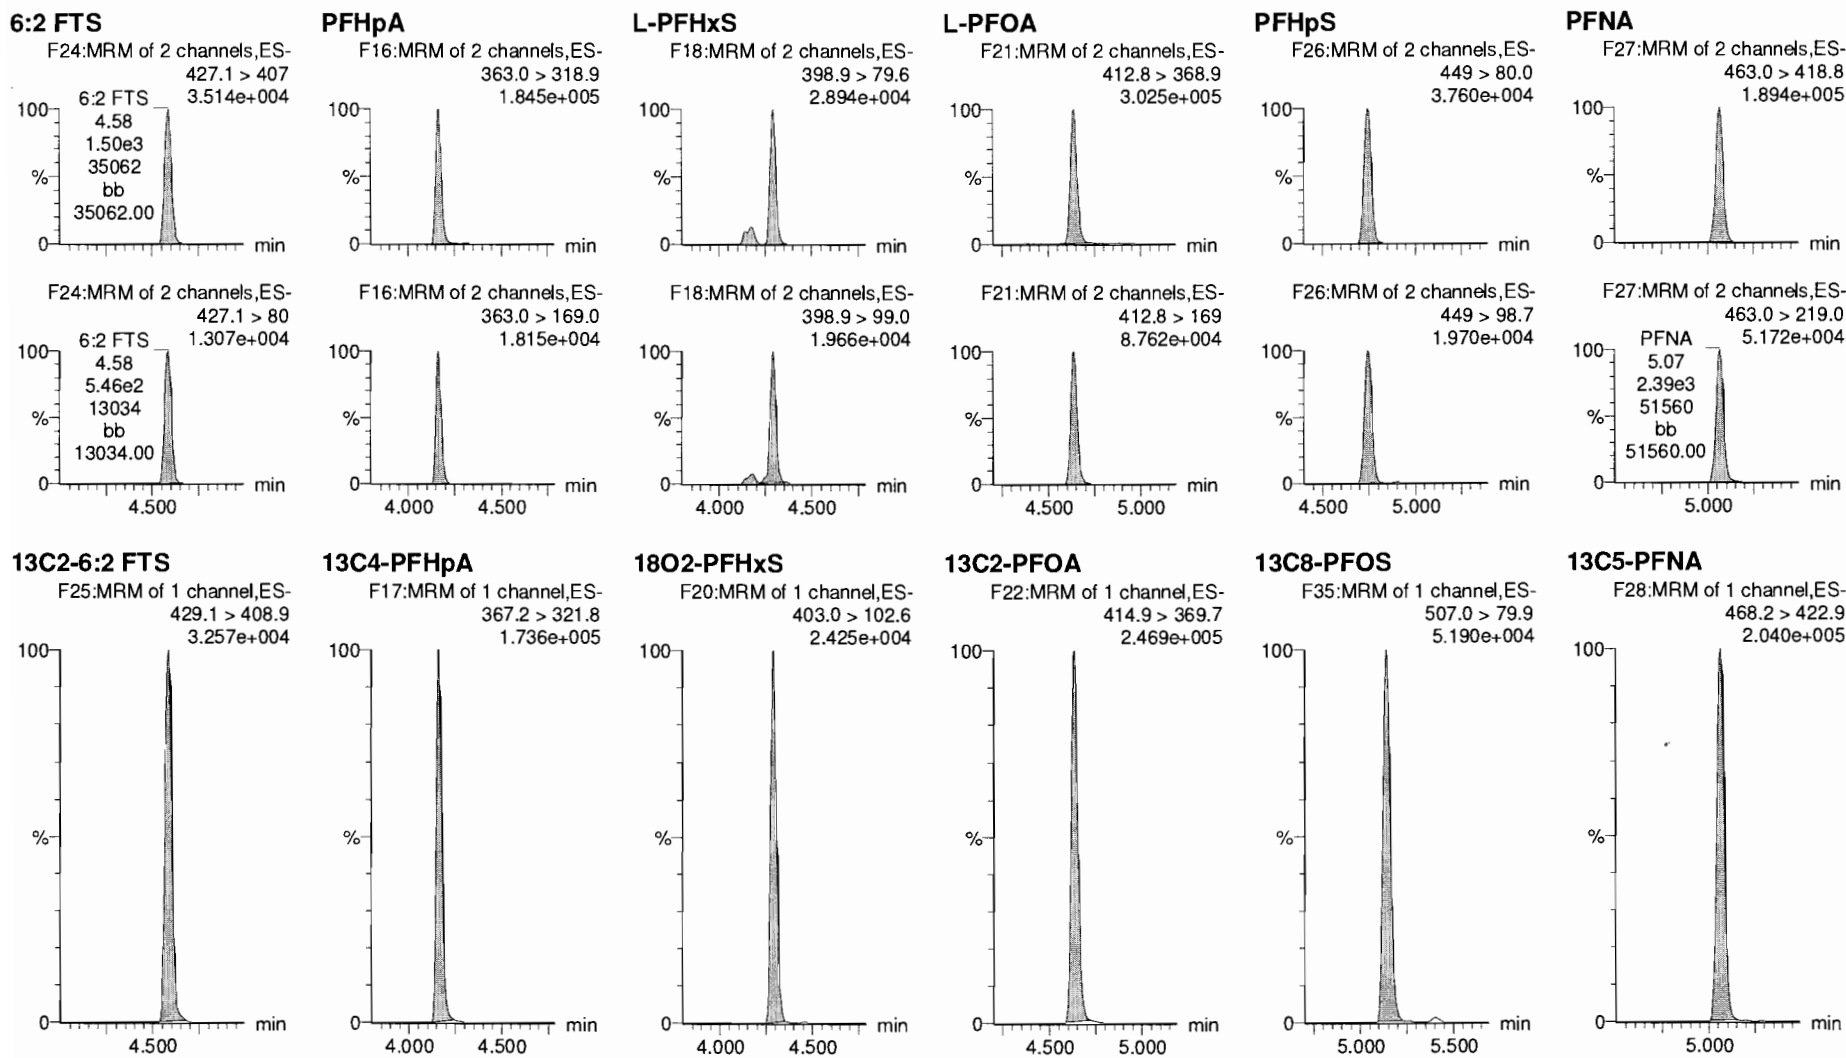 6:2 FTS
F24:MRM of 2 channels,ES-
427.1 > 407
3.514e+004
100
6:2 FTS
4.58
1.50e3
35062
bb
35062.00
%
0
min
PFHpA
F16:MRM of 2 channels,ES-
363.0 > 318.9
1.845e+005
100
%
0
min
L-PFHxS
F18:MRM of 2 channels,ES-
398.9 > 79.6
2.894e+004
100
%
0
min
L-PFOA
F21:MRM of 2 channels,ES-
412.8 > 368.9
3.025e+005
100
%
0
min
PFHpS
F26:MRM of 2 channels,ES-
449 > 80.0
3.760e+004
100
%
0
min
PFNA
F27:MRM of 2 channels,ES-
463.0 > 418.8
1.894e+005
100
%
0
min
F24:MRM of 2 channels,ES-
427.1 > 80
1.307e+004
100
6:2 FTS
4.58
5.46e2
13034
bb
13034.00
%
0
min
4.500
F16:MRM of 2 channels,ES-
363.0 > 169.0
1.815e+004
100
%
0
min
4.000 4.500
F18:MRM of 2 channels,ES-
398.9 > 99.0
1.966e+004
100
%
0
min
4.000 4.500
F21:MRM of 2 channels,ES-
412.8 > 169
8.762e+004
100
%
0
min
4.500 5.000
F26:MRM of 2 channels,ES-
449 > 98.7
1.970e+004
100
%
0
min
4.500 5.000
F27:MRM of 2 channels,ES-
463.0 > 219.0
5.172e+004
100
PFNA
5.07
2.39e3
51560
bb
51560.00
%
0
min
5.000
13C2-6:2 FTS
F25:MRM of 1 channel,ES-
429.1 > 408.9
3.257e+004
100
%
0
min
4.500
13C4-PFHpA
F17:MRM of 1 channel,ES-
367.2 > 321.8
1.736e+005
100
%
0
min
4.000 4.500
18O2-PFHxS
F20:MRM of 1 channel,ES-
403.0 > 102.6
2.425e+004
100
%
0
min
4.000 4.500
13C2-PFOA
F22:MRM of 1 channel,ES-
414.9 > 369.7
2.469e+005
100
%
0
min
4.500 5.000
13C8-PFOS
F35:MRM of 1 channel,ES-
507.0 > 79.9
5.190e+004
100
%
0
min
5.000 5.500
13C5-PFNA
F28:MRM of 1 channel,ES-
468.2 > 422.9
2.040e+005
100
%
0
min
5.000